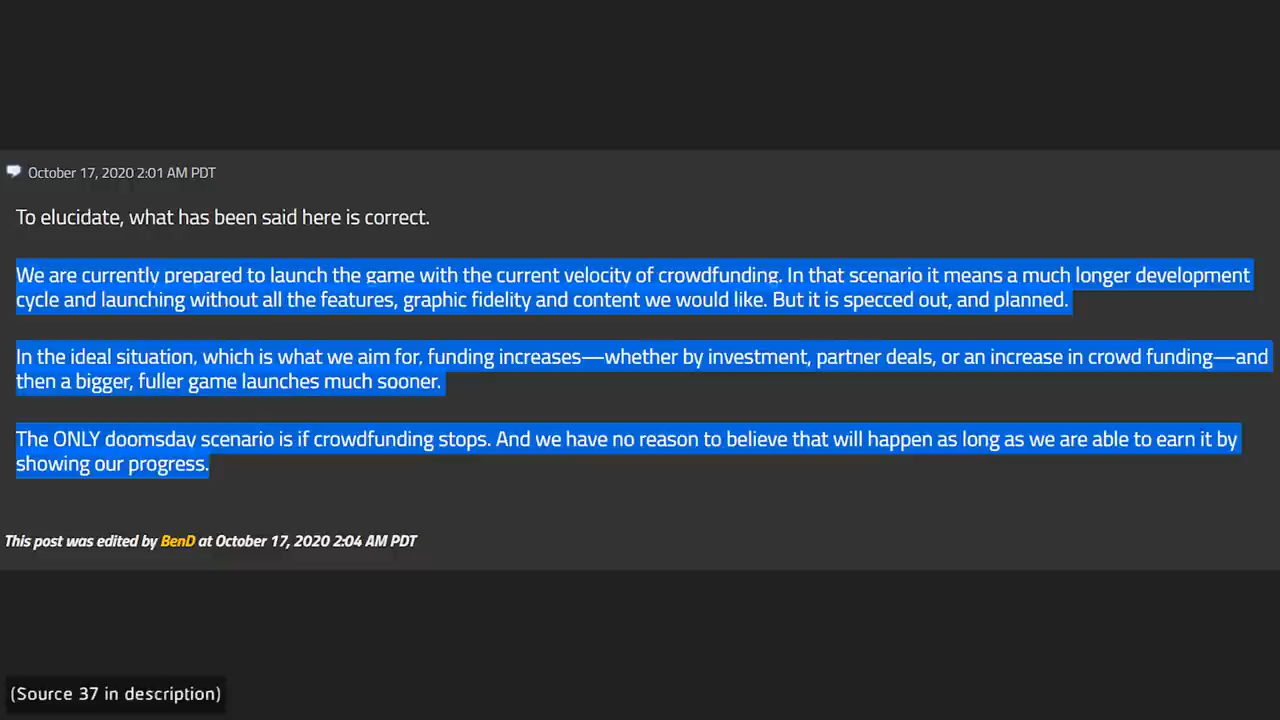 October 17, 2020 2:01 AM PDT
To elucidate, what has been said here is correct.
We are currently prepared to launch the game with the current velocity of crowdfunding. In that scenario it means a much longer development
cycle and launching without all the features, graphic fidelity and content we would like. But it is specced out, and planned.
In the ideal situation, which is what we aim for, funding increases—whether by investment, partner deals, or an increase in crowd funding—and
then a bigger, fuller game launches much sooner.
The ONLY doomsday scenario is if crowdfunding stops. And we have no reason to believe that will happen as long as we are able to earn it by
showing our progress.
This post was edited by BenD at October 17, 2020 2:04 AM PDT
(Source 37 in description)